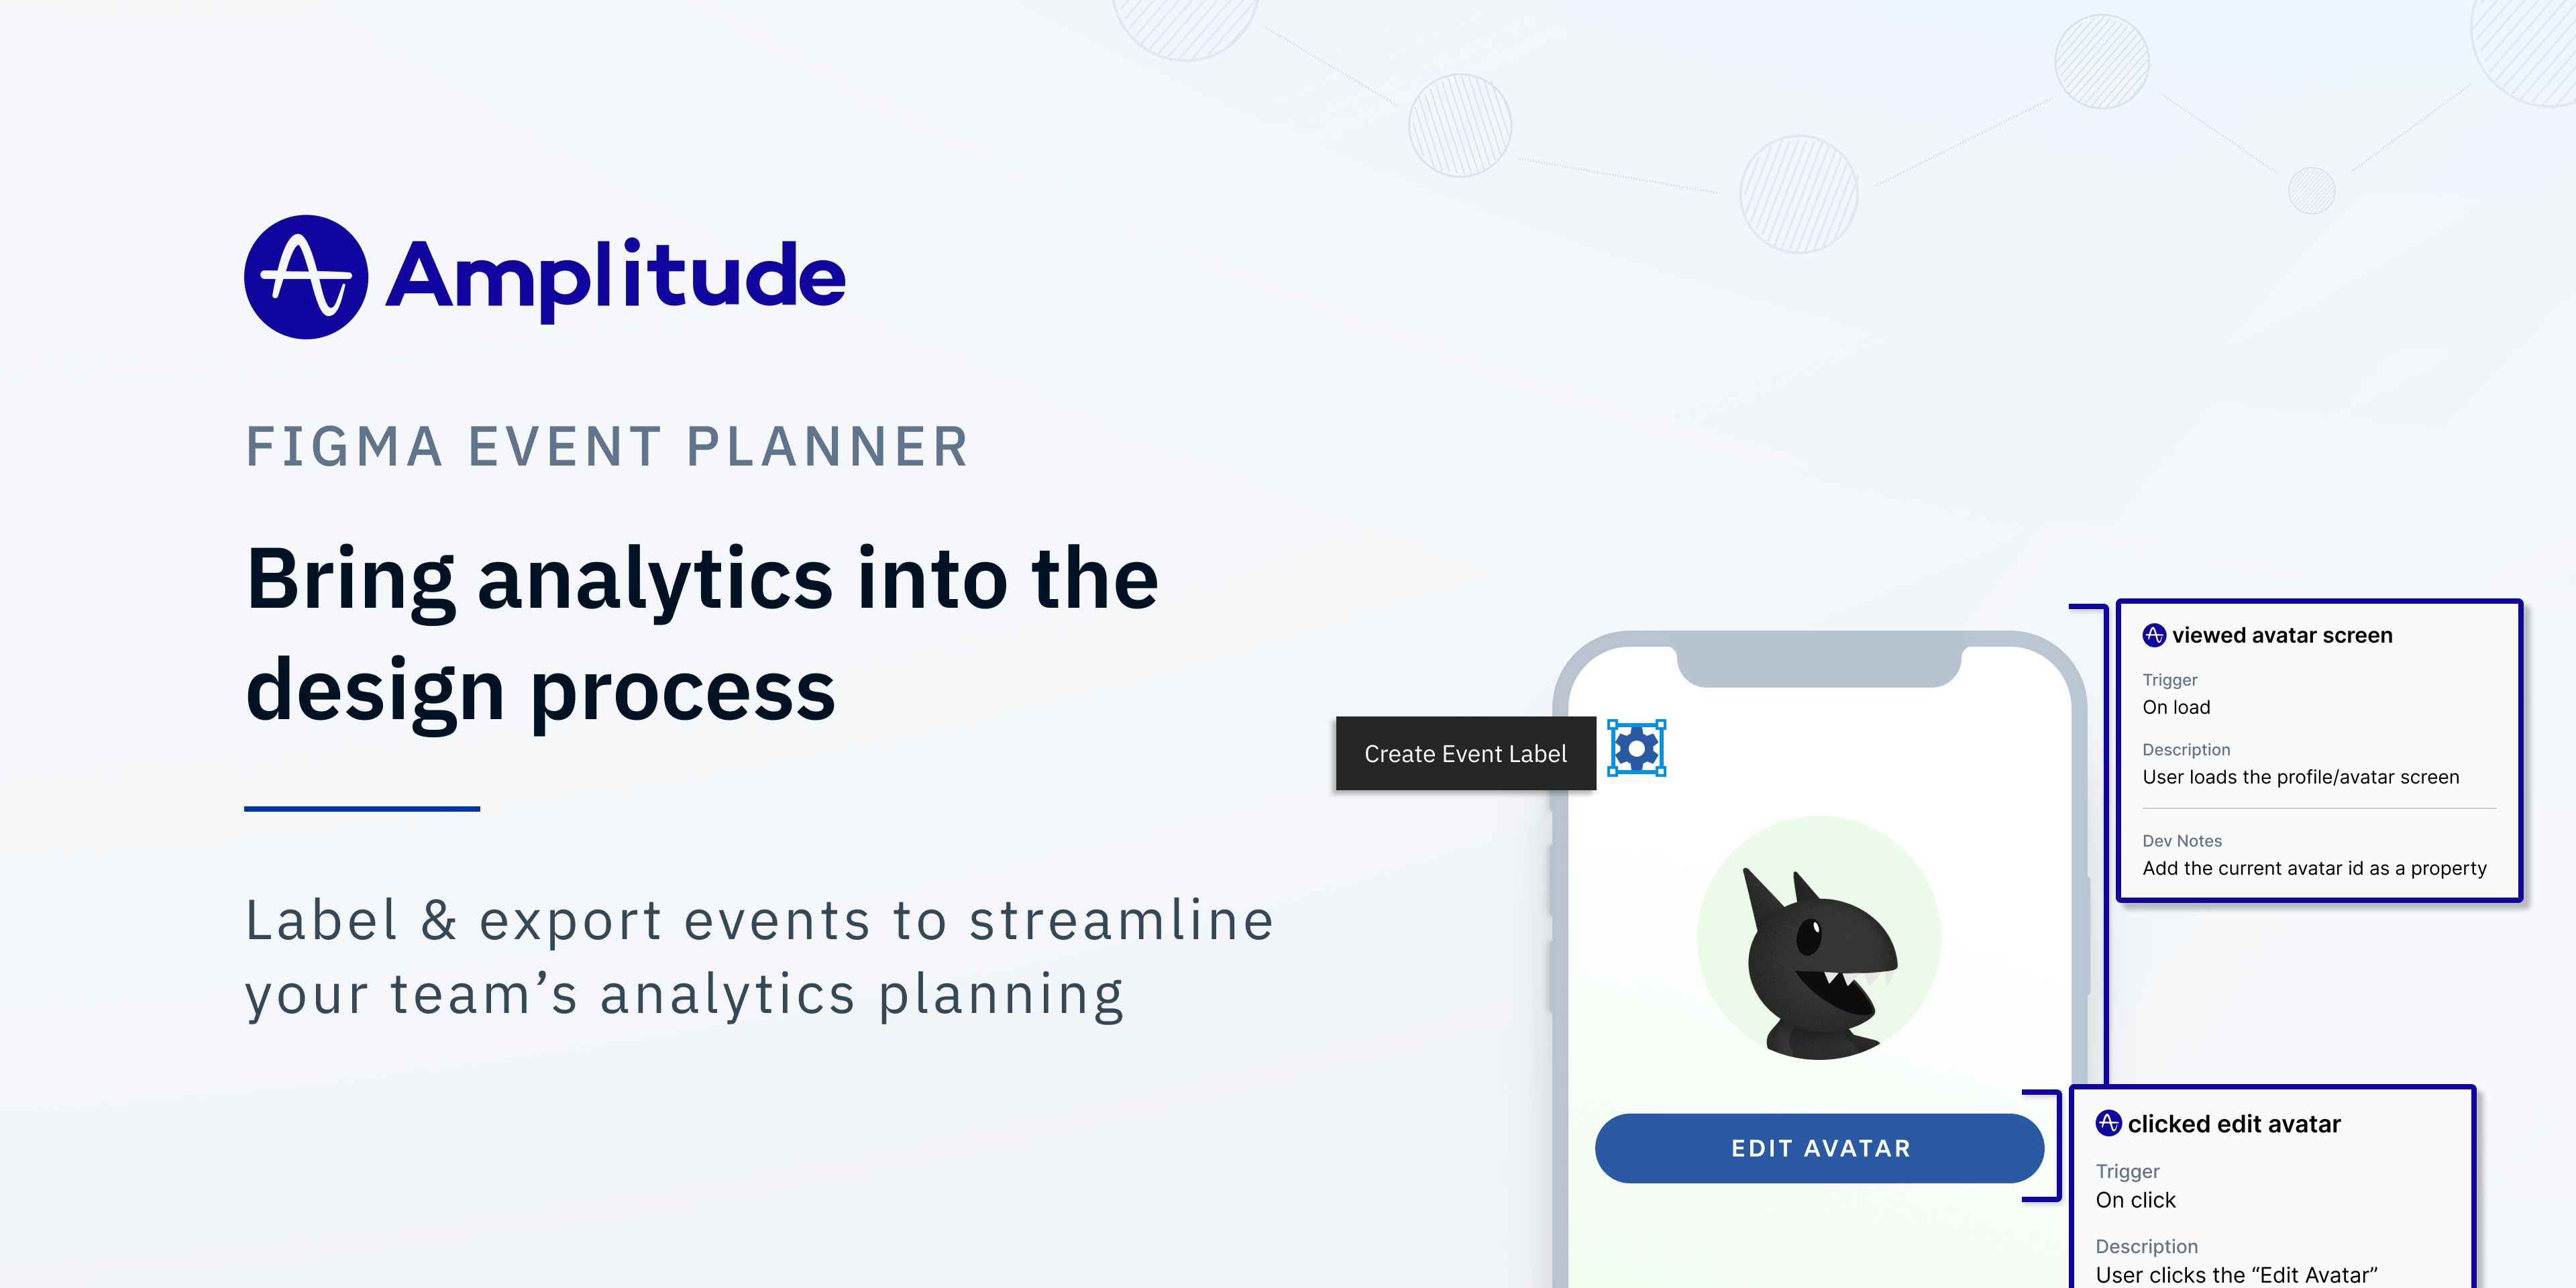 Amplitude
FIGMA EVENT PLANNER
Bring analytics into the
design process
Label & export events to streamline
your team’s analytics planning
Create Event Label
EDIT AVATAR
viewed avatar screen
Trigger
On load
Description
User loads the profile/avatar screen
Dev Notes
Add the current avatar id as a property
clicked edit avatar
Trigger
On click
Description
User clicks the “Edit Avatar”